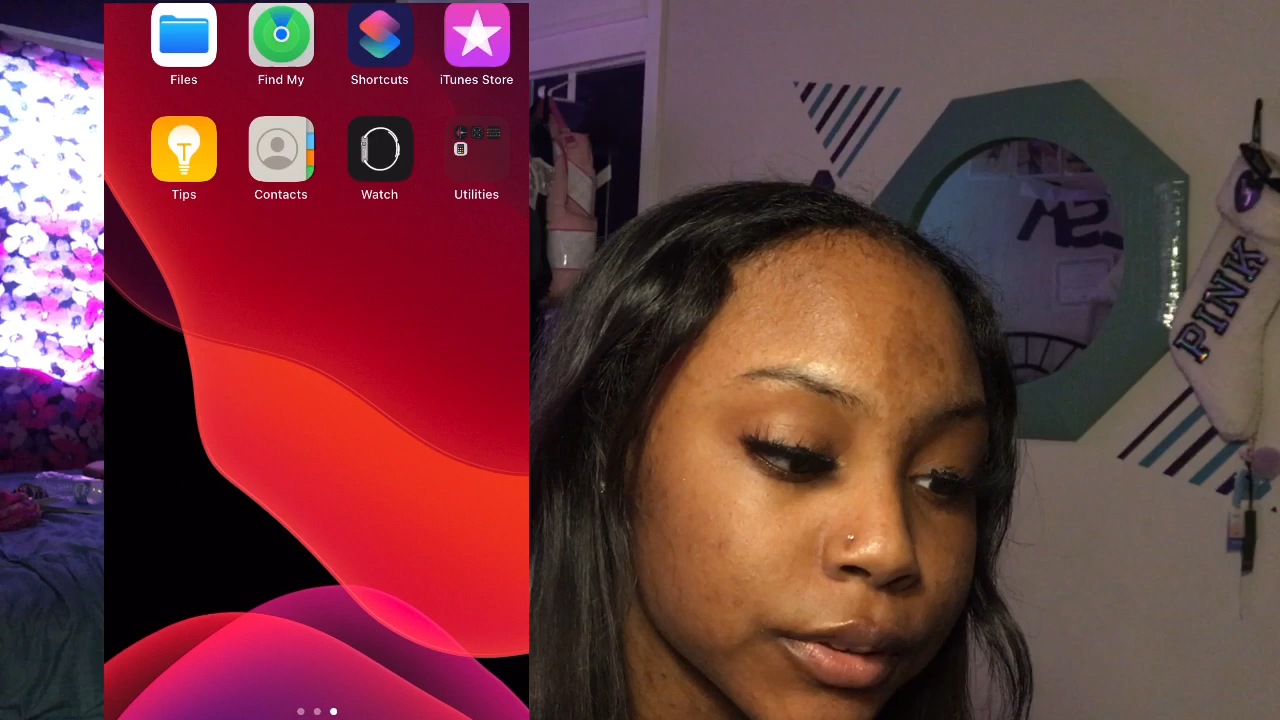 Files Find My Shortcuts iTunes Store
Tips Contacts Watch Utilities
PINK